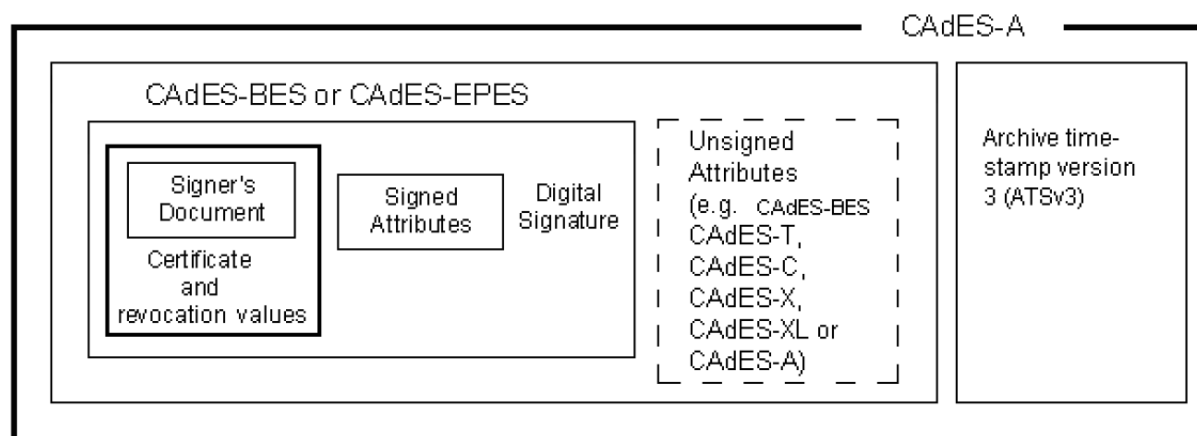 CAdES-A
CAdES-BES or CAdES-EPES
Signer's
Document
Certificate
and
revocation values
Signed
Attributes
Digital
Signature
Unsigned
Attributes
(e.g. CAdES-BES
CAdES-T,
CAdES-C,
CAdES-X,
CAdES-XL or
CAdES-A)
Archive time-
stamp version
3 (ATSv3)